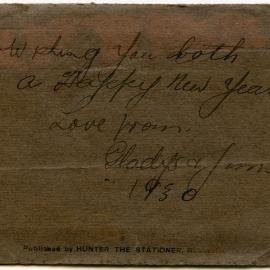 Wishing you both
a Happy New Year
Love from
Gladys & Jim
1930
Published by HUNTER THE STATIONER,